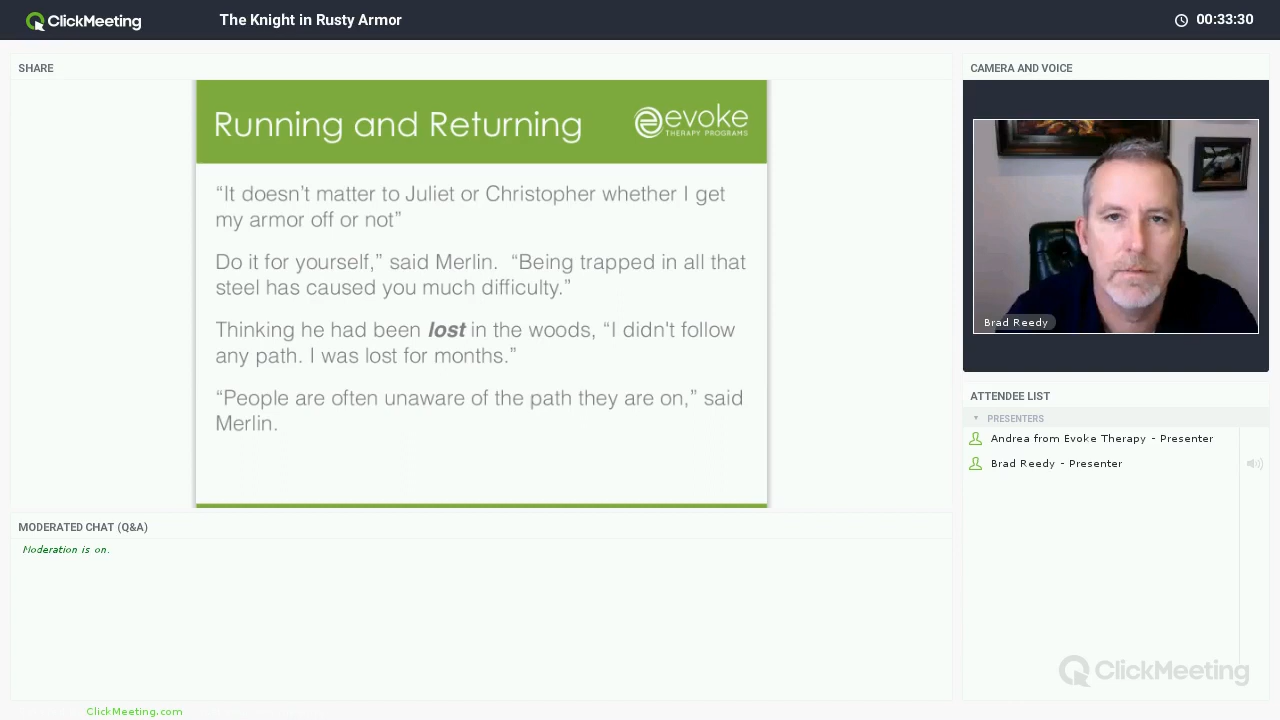 ClickMeeting
The Knight in Rusty Armor
00:33:30
SHARE
Running and Returning
evoke
THERAPY PROGRAMS
“It doesn’t matter to Juliet or Christopher whether I get
my armor off or not”
Do it for yourself,” said Merlin.  “Being trapped in all that
steel has caused you much difficulty.”
Thinking he had been lost in the woods, “I didn't follow
any path. I was lost for months.”
“People are often unaware of the path they are on,” said
Merlin.
CAMERA AND VOICE
Brad Reedy
ATTENDEE LIST
PRESENTERS
Andrea from Evoke Therapy - Presenter
Brad Reedy - Presenter
MODERATED CHAT (Q&A)
Moderation is on.
ClickMeeting
ClickMeeting.com